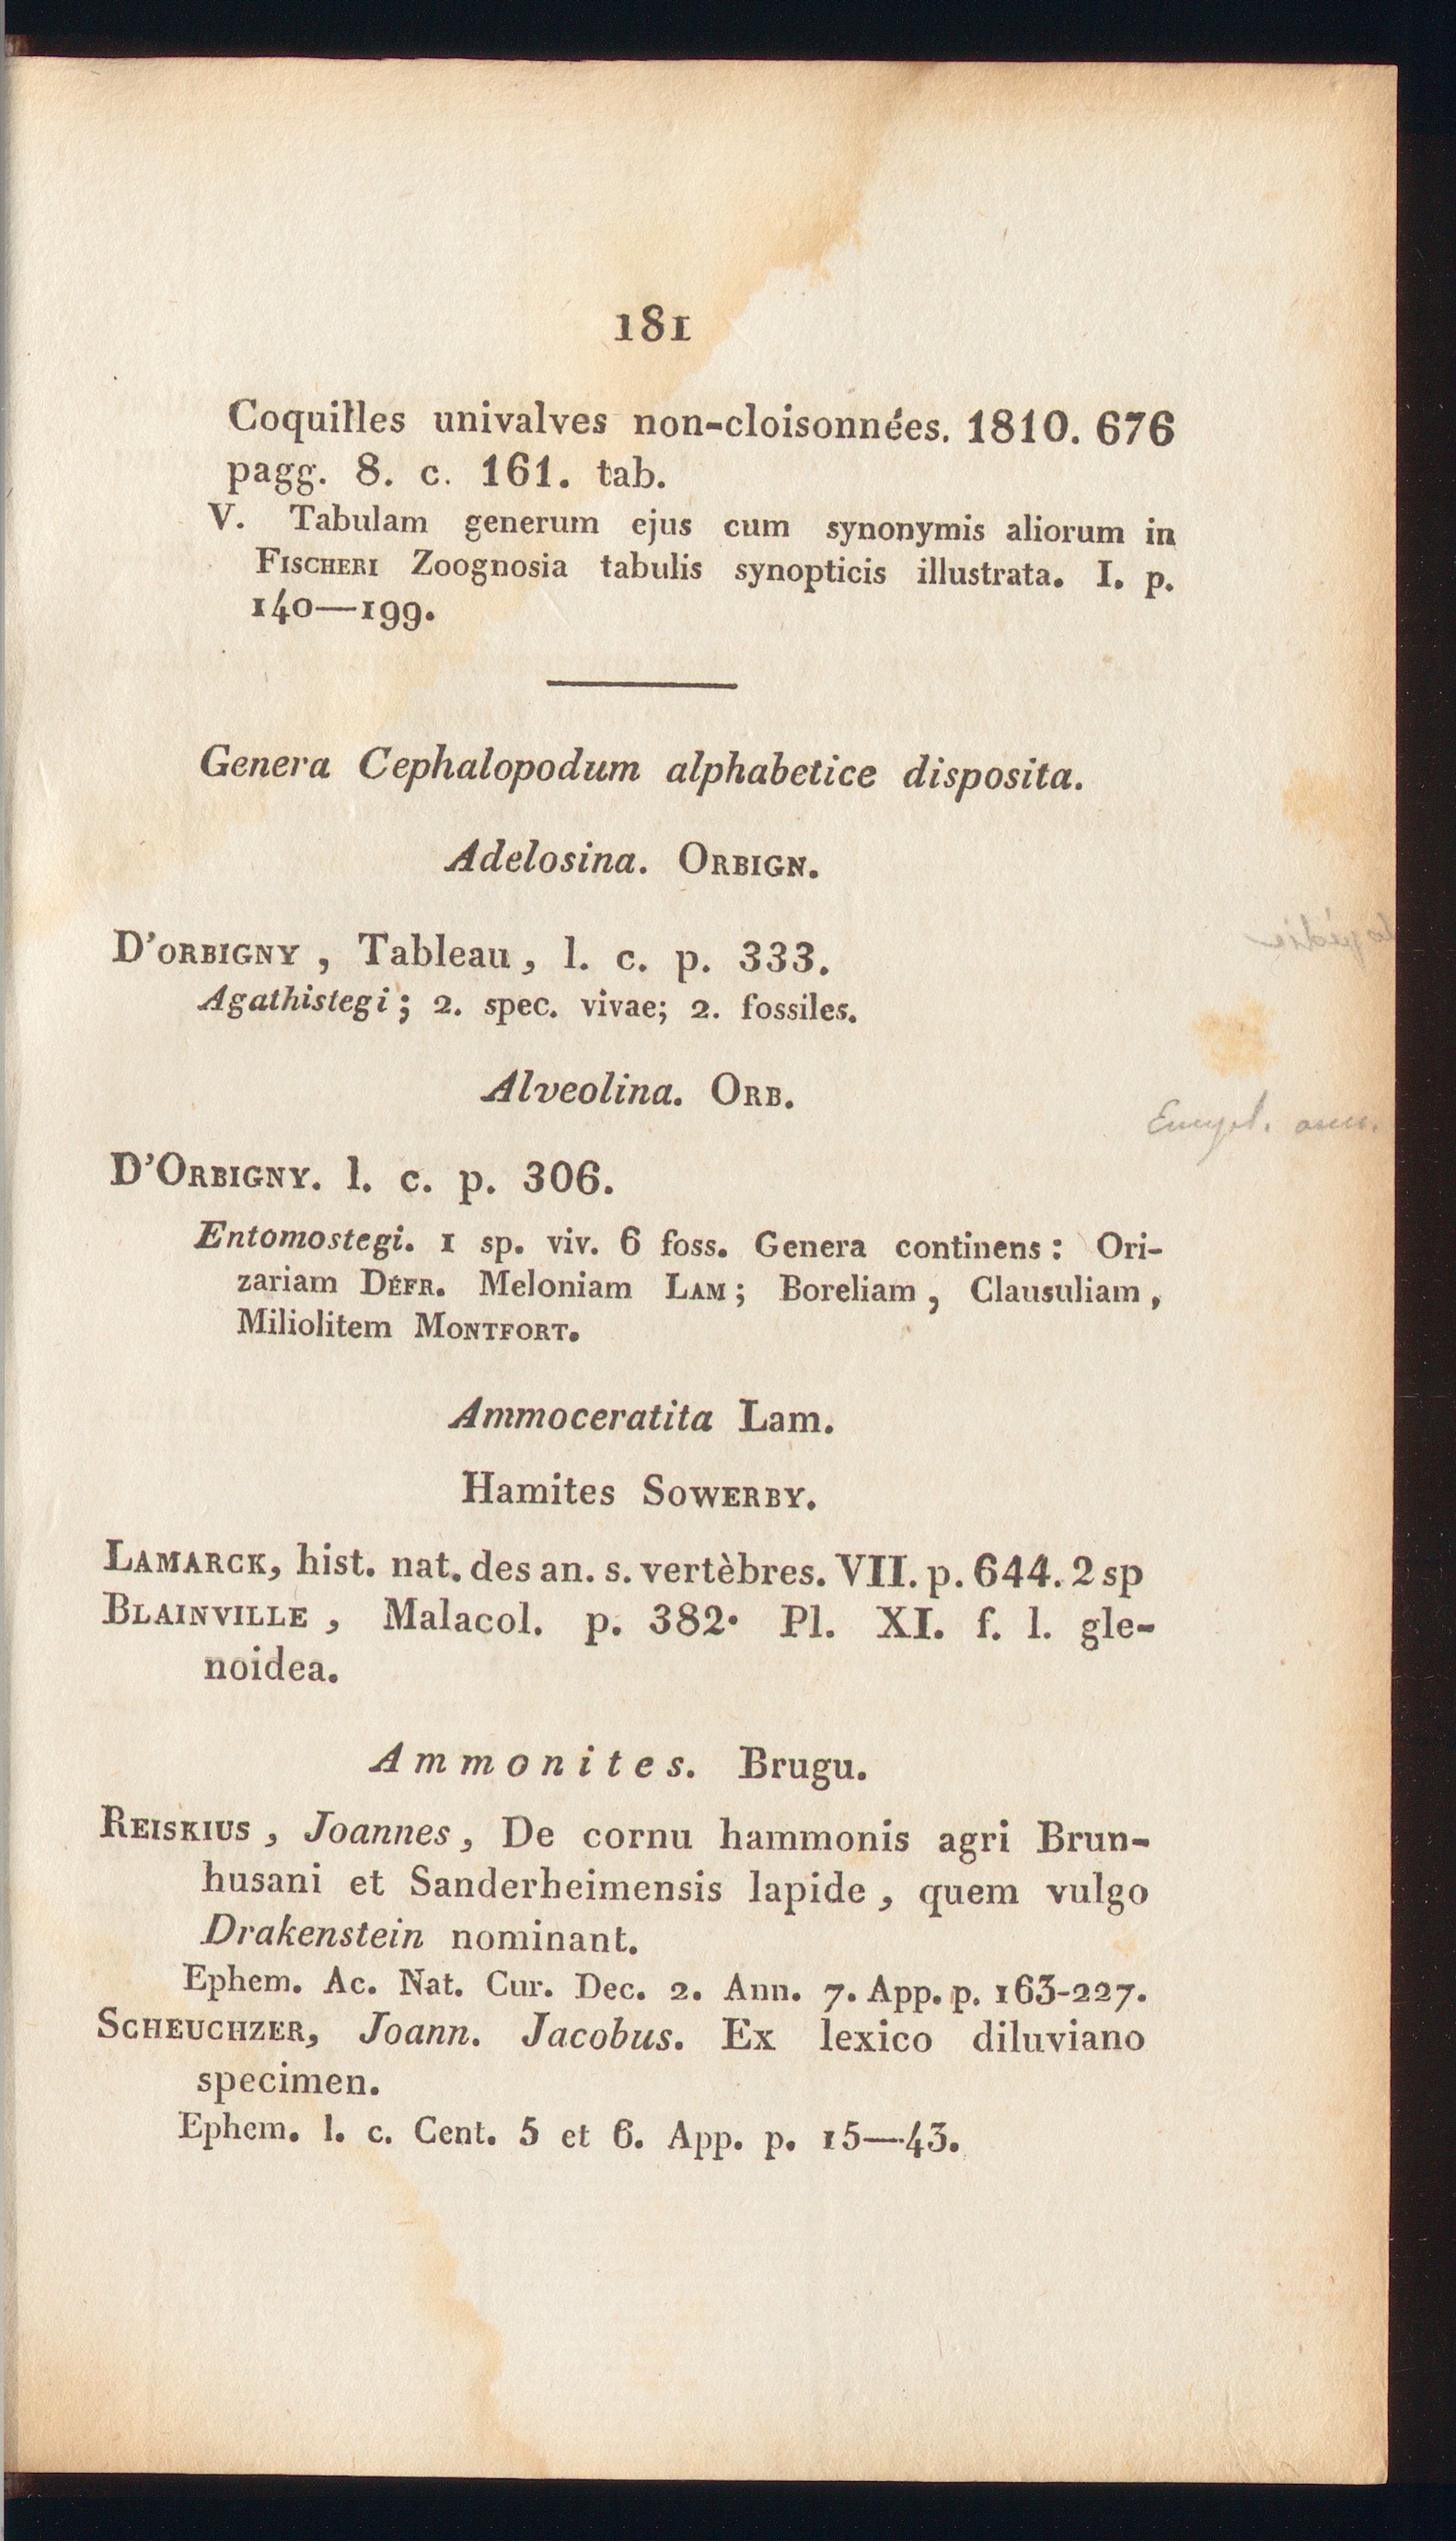 181
Coquilles univalves non-cloisonnées. 1810. 676
pagg. 8. c. 161. tab.
V. Tabulam generum ejus cum synonymis aliorum in
FISCHERI Zoognosia tabulis synopticis illustrata. I. p.
140—199.
Genera Cephalopodum alphabetice disposita.
Adelosina. ORBIGN.
D'ORBIGNY, Tableau, l. c. p. 333.
Agathistegi; 2. spec. vivae; 2. fossiles.
Alveolina. ORB.
D'ORBIGNY. l. c. p. 306.
Entomostegi. 1 sp. viv. 6 foss. Genera continens: Ori-
zariam DÉFR. Meloniam LAM; Boreliam, Clausuliam,
Miliolitem MONTFORT.
Ammoceratita Lam.
Hamites SOWERBY.
LAMARCK, hist. nat. des an. s. vertèbres. VII. p. 644. 2 sp
BLAINVILLE, Malacol. p. 382. Pl. XI. f. l. gle-
noidea.
Ammonites. Brugu.
REISKIUS, Joannes, De cornu hammonis agri Brun-
husani et Sanderheimensis lapide, quem vulgo
Drakenstein nominant.
Ephem. Ac. Nat. Cur. Dec. 2. Ann. 7. App. p. 163-227.
SCHEUCHZER, Joann. Jacobus. Ex lexico diluviano
specimen.
Ephem. l. c. Cent. 5 et 6. App. p. 15—43.